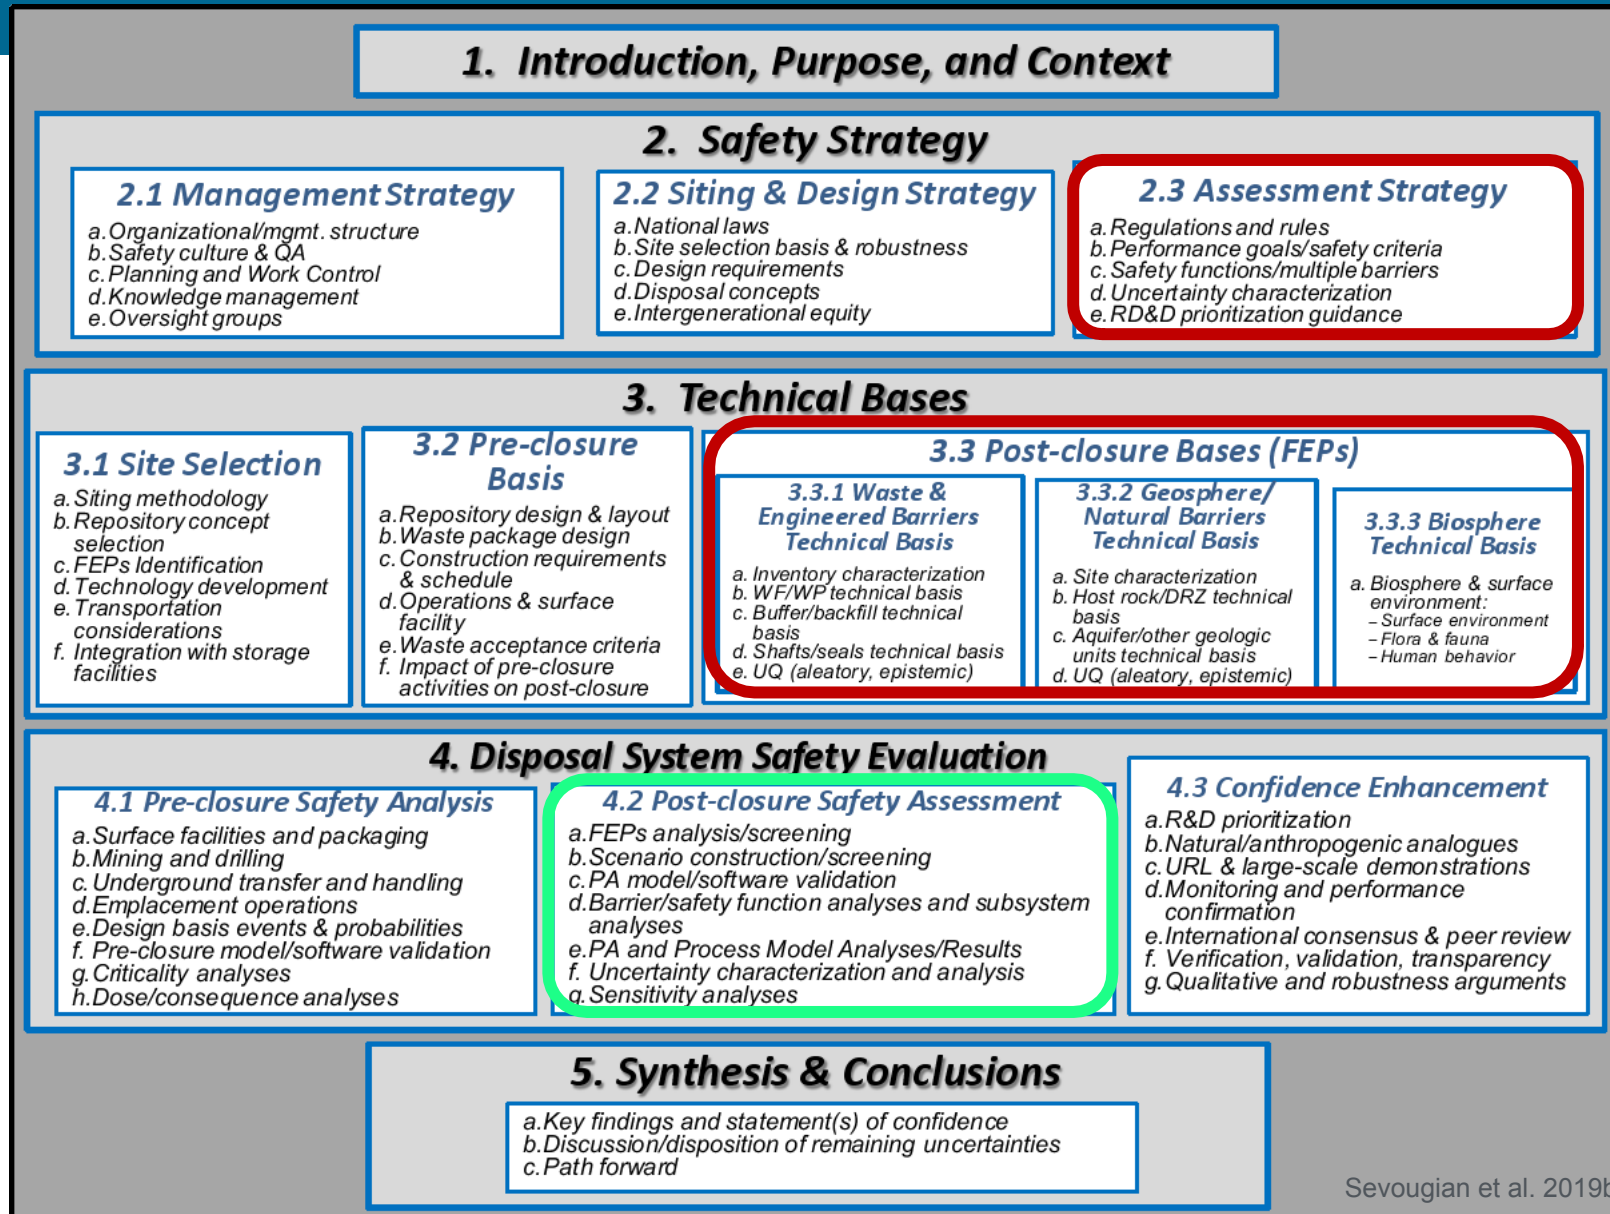 1. Introduction, Purpose, and Context
2. Safety Strategy
2.1 Management Strategy
a.Organizational/mgmt. structure
b.Safety culture & QA
c.Planning and Work Control
d.Knowledge management
e.Oversight groups
2.2 Siting & Design Strategy
a.National laws
b.Site selection basis & robustness
c.Design requirements
d.Disposal concepts
e.Intergenerational equity
2.3 Assessment Strategy
a.Regulations and rules
b.Performance goals/safety criteria
c.Safety functions/multiple barriers
d.Uncertainty characterization
e.RD&D prioritization guidance
3. Technical Bases
3.1 Site Selection
a.Siting methodology
b.Repository concept
selection
c.FEPs Identification
d.Technology development
e.Transportation
considerations
f. Integration with storage
facilities
3.2 Pre-closure
Basis
a.Repository design & layout
b.Waste package design
c.Construction requirements
& schedule
d.Operations & surface
facility
e.Waste acceptance criteria
f. Impact of pre-closure
activities on post-closure
3.3 Post-closure Bases (FEPs)
3.3.1 Waste &
Engineered Barriers
Technical Basis
a. Inventory characterization
b. WF/WP technical basis
c. Buffer/backfill technical
basis
d. Shafts/seals technical basis
e. UQ (aleatory, epistemic)
3.3.2 Geosphere/
Natural Barriers
Technical Basis
a. Site characterization
b. Host rock/DRZ technical
basis
c. Aquifer/other geologic
units technical basis
d. UQ (aleatory, epistemic)
3.3.3 Biosphere
Technical Basis
a. Biosphere & surface
environment:
– Surface environment
– Flora & fauna
– Human behavior
4. Disposal System Safety Evaluation
4.1 Pre-closure Safety Analysis
a.Surface facilities and packaging
b.Mining and drilling
c.Underground transfer and handling
d.Emplacement operations
e.Design basis events & probabilities
f. Pre-closure model/software validation
g.Criticality analyses
h.Dose/consequence analyses
4.2 Post-closure Safety Assessment
a.FEPs analysis/screening
b.Scenario construction/screening
c.PA model/software validation
d.Barrier/safety function analyses and subsystem
analyses
e.PA and Process Model Analyses/Results
f. Uncertainty characterization and analysis
g.Sensitivity analyses
4.3 Confidence Enhancement
a.R&D prioritization
b.Natural/anthropogenic analogues
c.URL & large-scale demonstrations
d.Monitoring and performance
confirmation
e.International consensus & peer review
f. Verification, validation, transparency
g.Qualitative and robustness arguments
5. Synthesis & Conclusions
a.Key findings and statement(s) of confidence
b.Discussion/disposition of remaining uncertainties
c.Path forward
Sevougian et al. 2019b